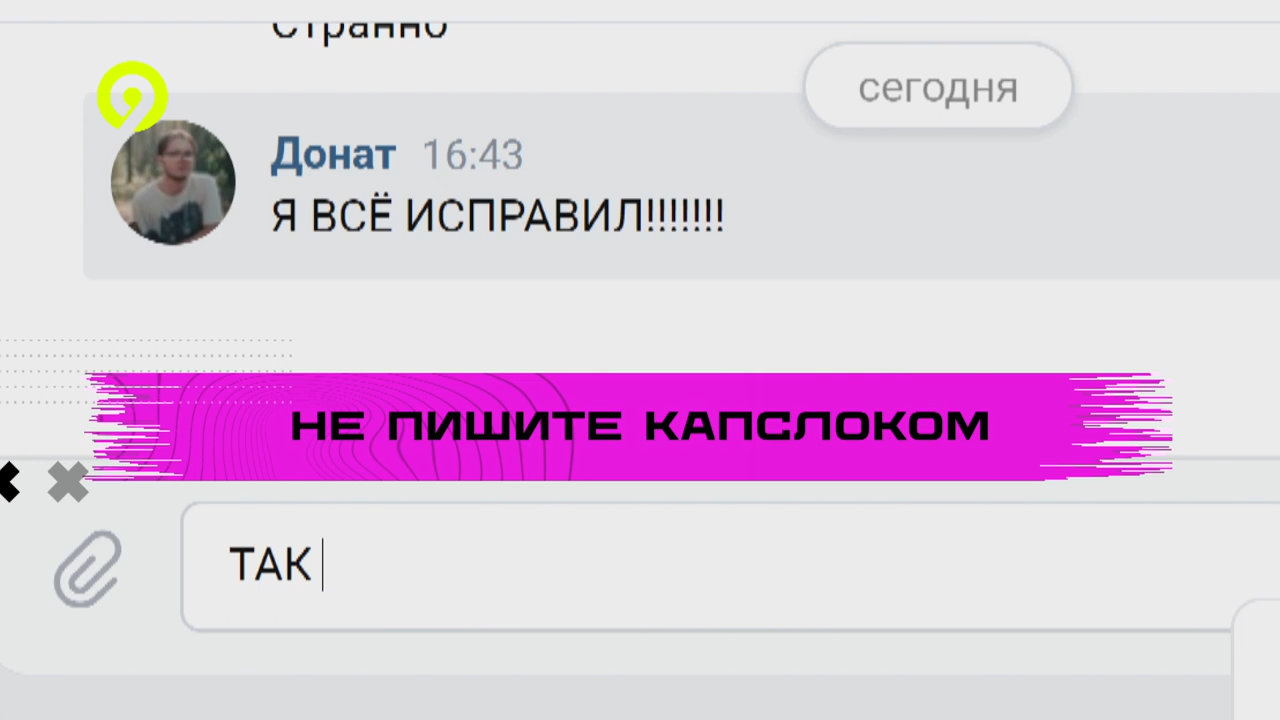 Странно
сегодня
Донат 16:43
Я ВСЁ ИСПРАВИЛ!!!!!!!
НЕ ПИШИТЕ КАПСЛОКОМ
ТАК